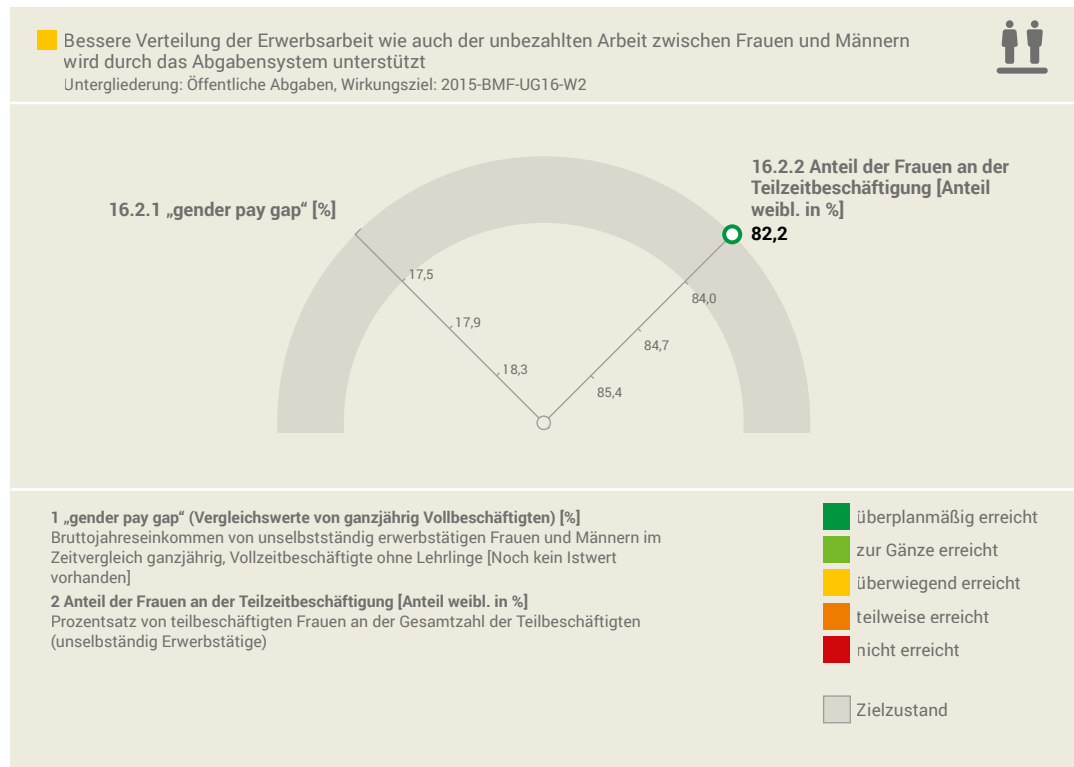 Bessere Verteilung der Erwerbsarbeit wie auch der unbezahlten Arbeit zwischen Frauen und Männern
wird durch das Abgabensystem unterstützt
Untergliederung: Öffentliche Abgaben, Wirkungsziel: 2015-BMF-UG16-W2
16.2.1 „gender pay gap“ [%]
17,5
17,9
18,3
16.2.2 Anteil der Frauen an der
Teilzeitbeschäftigung [Anteil
weibl. in %]
82,2
84,0
84,7
85,4
1 „gender pay gap“ (Vergleichswerte von ganzjährig Vollbeschäftigten) [%]
Bruttojahreseinkommen von unselbstständig erwerbstätigen Frauen und Männern im
Zeitvergleich ganzjährig, Vollzeitbeschäftigte ohne Lehrlinge [Noch kein Istwert
vorhanden]
2 Anteil der Frauen an der Teilzeitbeschäftigung [Anteil weibl. in %]
Prozentsatz von teilbeschäftigten Frauen an der Gesamtzahl der Teilbeschäftigten
(unselbständig Erwerbstätige)
überplanmäßig erreicht
zur Gänze erreicht
überwiegend erreicht
teilweise erreicht
nicht erreicht
Zielzustand